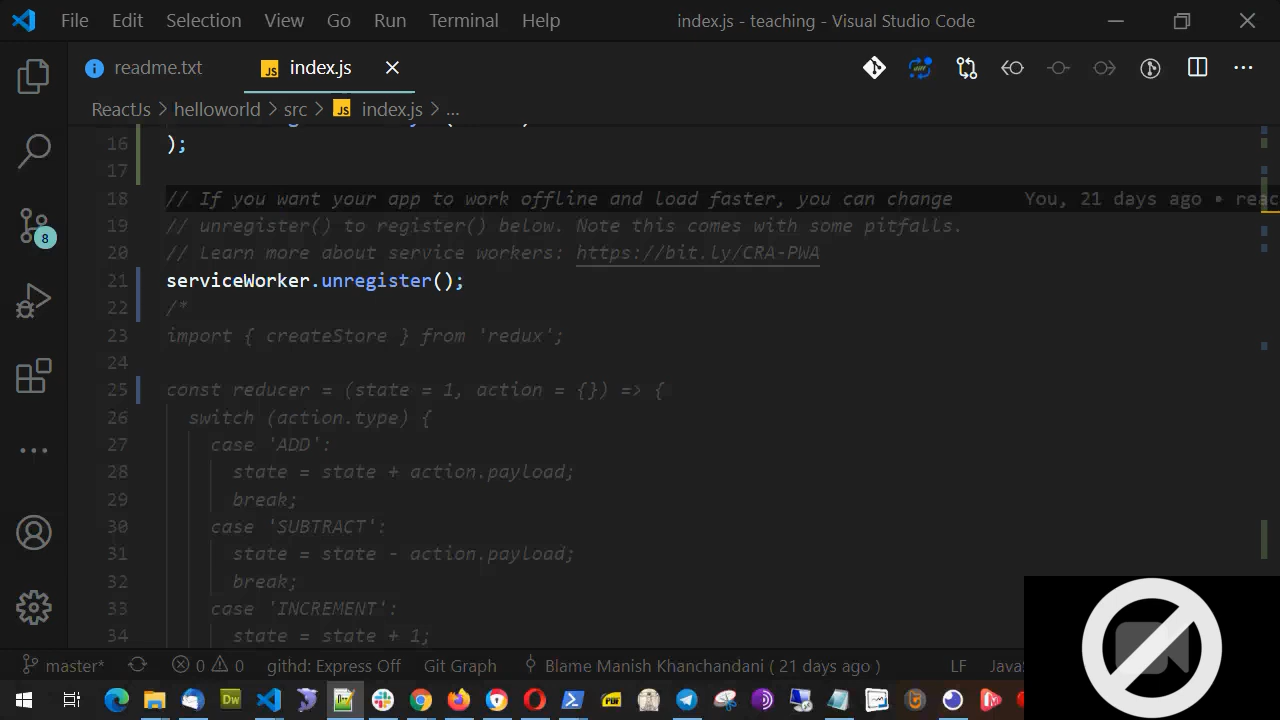 File Edit Selection View Go Run Terminal Help index.js - teaching - Visual Studio Code
readme.txt JS index.js
ReactJs > helloworld > src > JS index.js > ...
16 );
17
18 // If you want your app to work offline and load faster, you can change You, 21 days ago • reac
19 // unregister() to register() below. Note this comes with some pitfalls.
20 // Learn more about service workers: https://bit.ly/CRA-PWA
21 serviceWorker.unregister();
22 /*
23 import { createStore } from 'redux';
24
25 const reducer = (state = 1, action = {}) => {
26 switch (action.type) {
27 case 'ADD':
28 state = state + action.payload;
29 break;
30 case 'SUBTRACT':
31 state = state - action.payload;
32 break;
33 case 'INCREMENT':
34 state = state + 1;
8
master* 0 0 githd: Express Off Git Graph Blame Manish Khanchandani ( 21 days ago ) LF Javas
Dw PDF